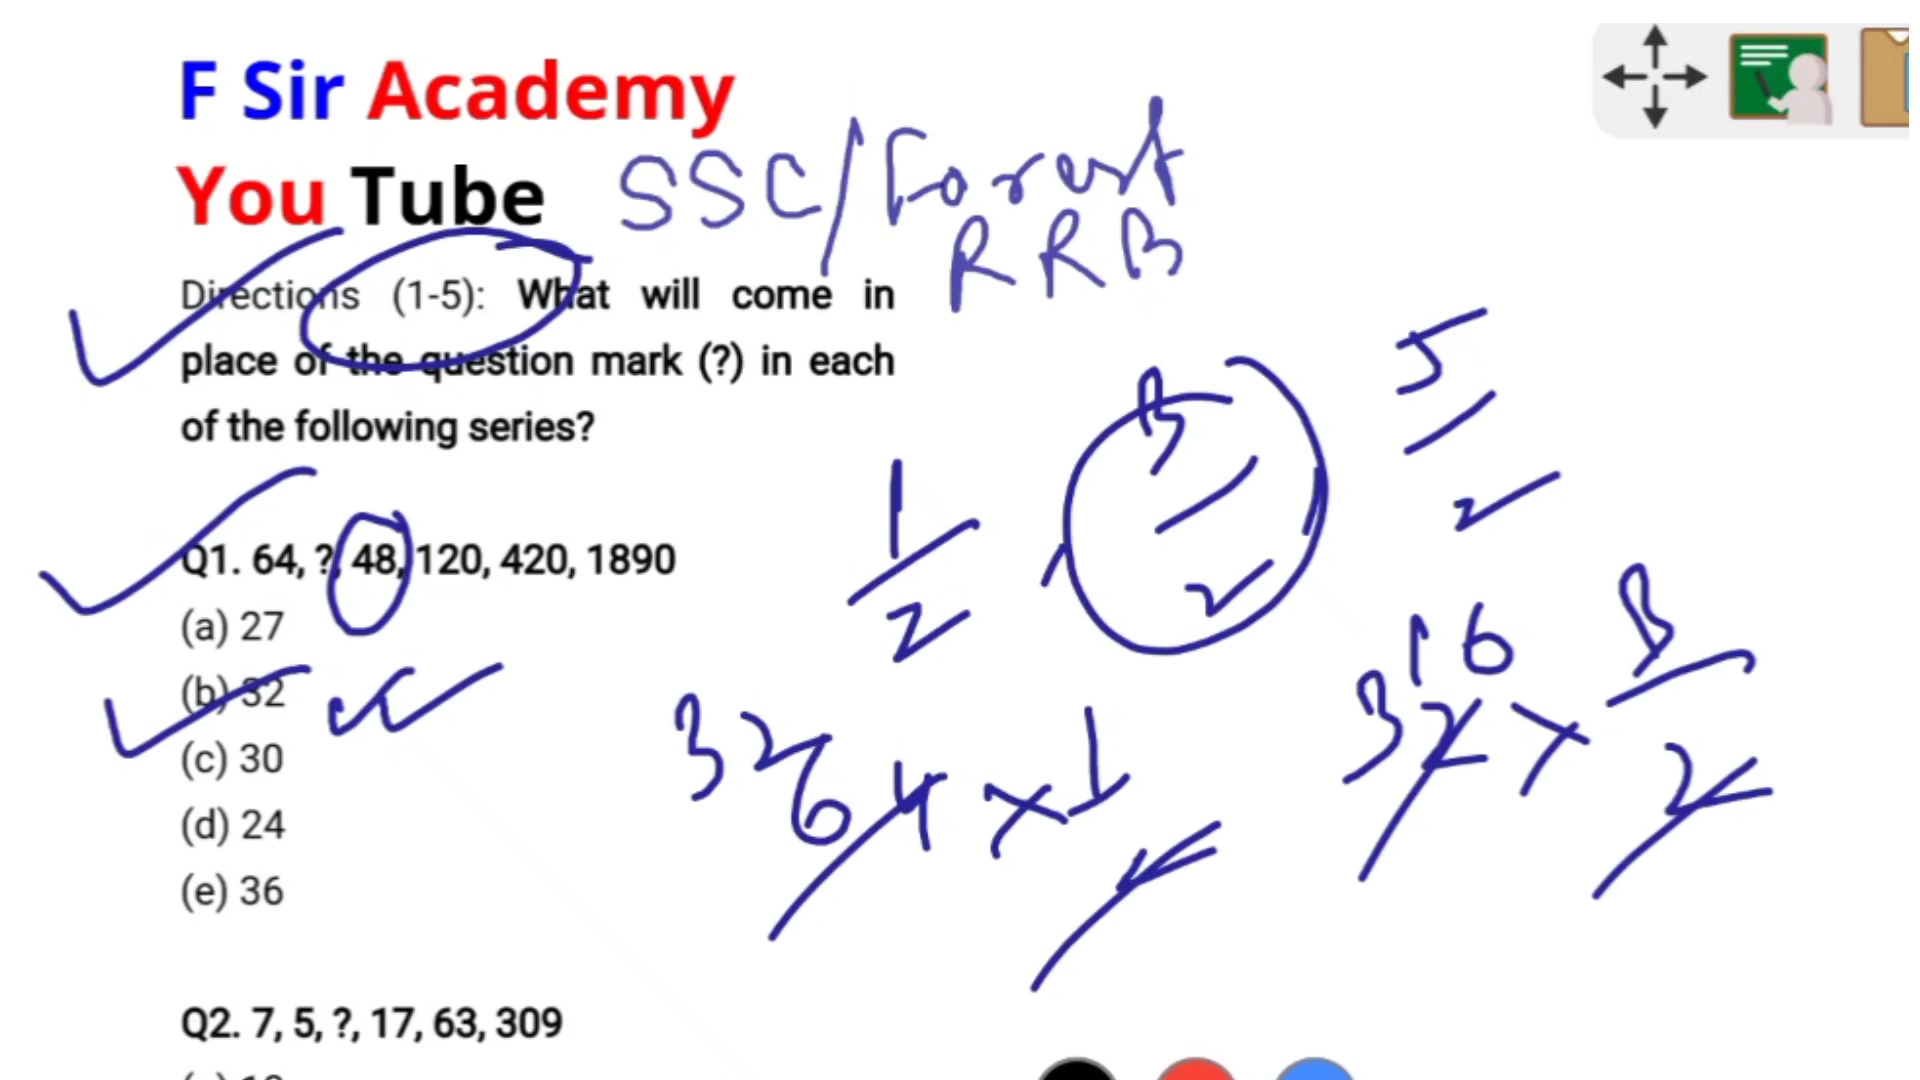 F Sir Academy
You Tube SSC/Forest
RRB
Directions (1-5): What will come in
place of the question mark (?) in each
of the following series?
Q1. 64, ?, 48, 120, 420, 1890
(a) 27
(b) 32
(c) 30
(d) 24
(e) 36
1
2
3
2
5
2
32
64 × 1
2
16
32 × 3
2
Q2. 7, 5, ?, 17, 63, 309